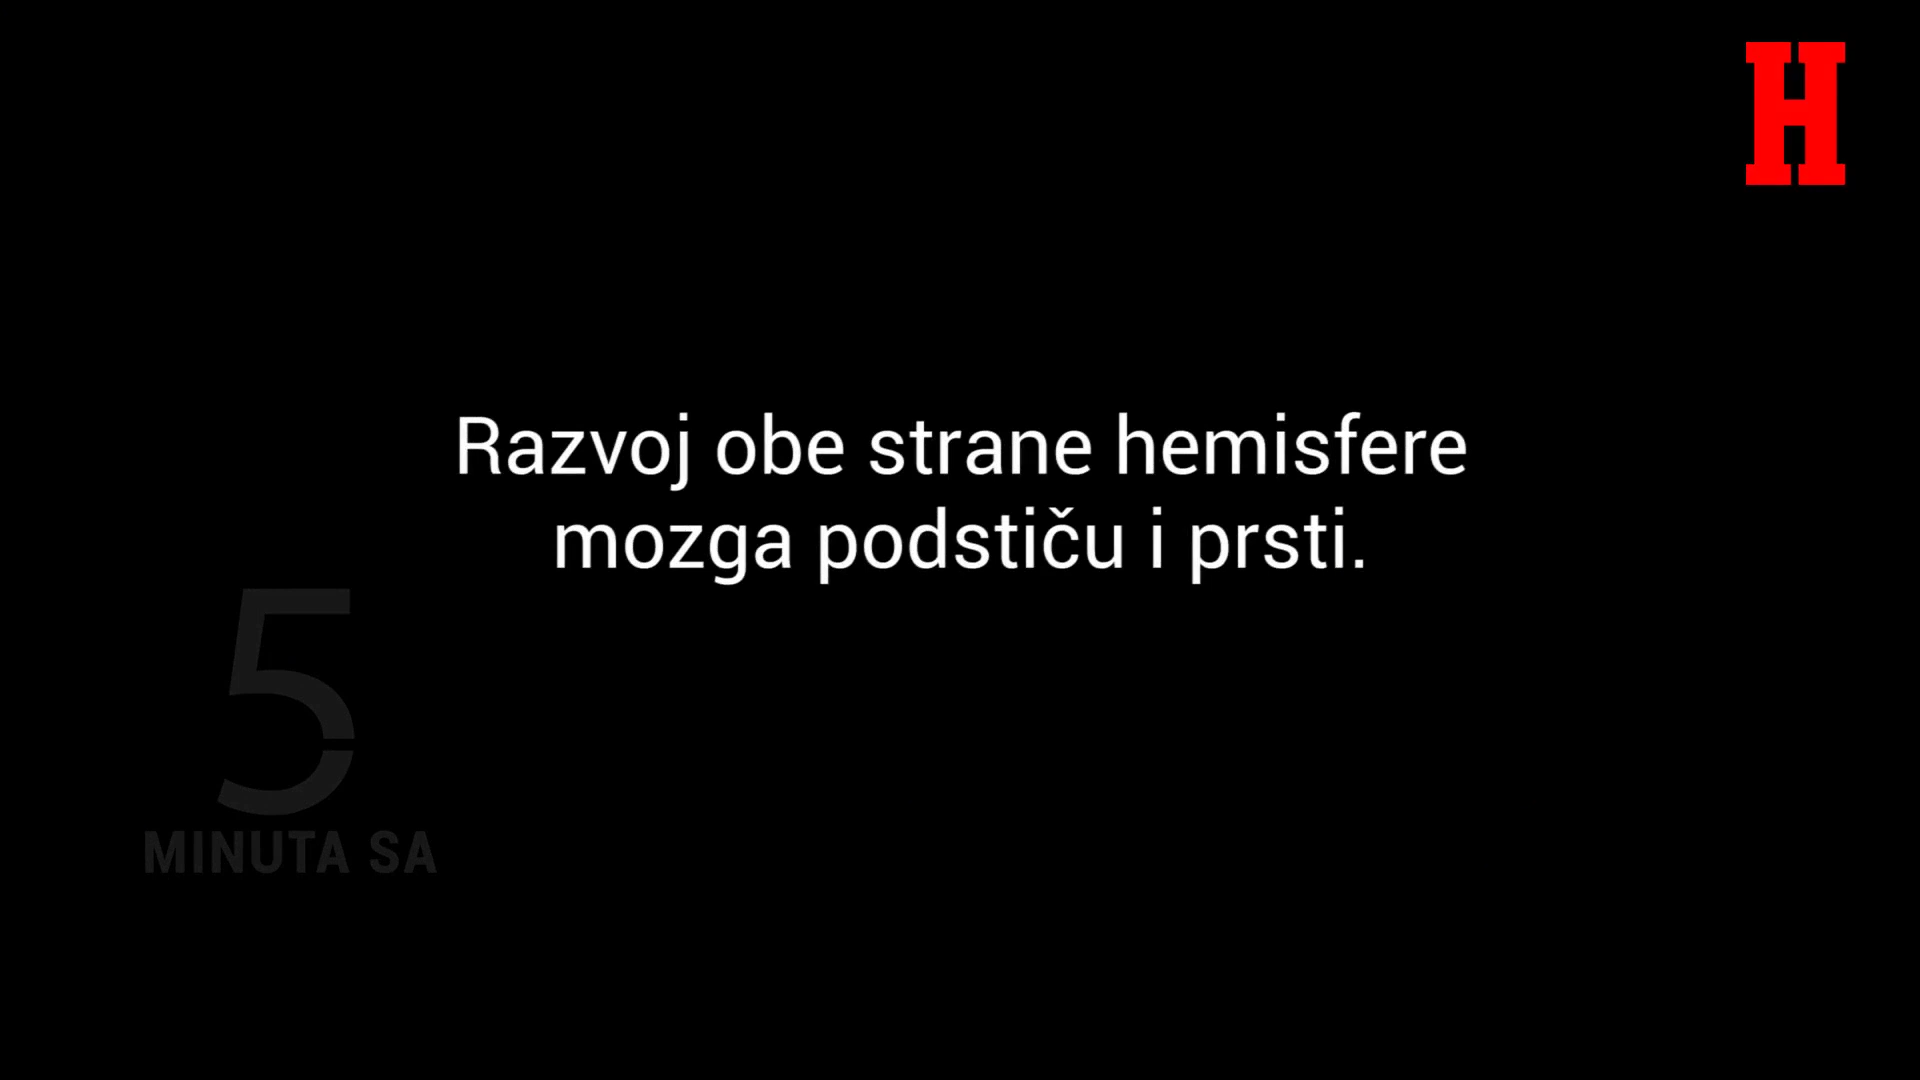 H
Razvoj obe strane hemisfere
mozga podstiču i prsti.
5
MINUTA SA